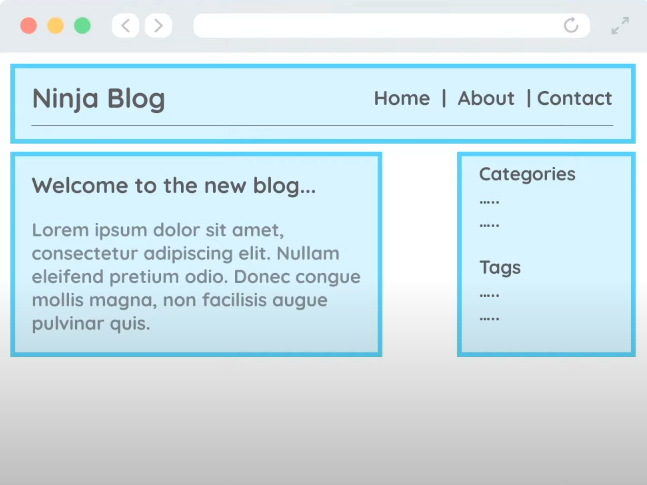 Ninja Blog
Home | About | Contact
Welcome to the new blog...
Lorem ipsum dolor sit amet,
consectetur adipiscing elit. Nullam
eleifend pretium odio. Donec congue
mollis magna, non facilisis augue
pulvinar quis.
Categories
.....
.....
Tags
.....
.....